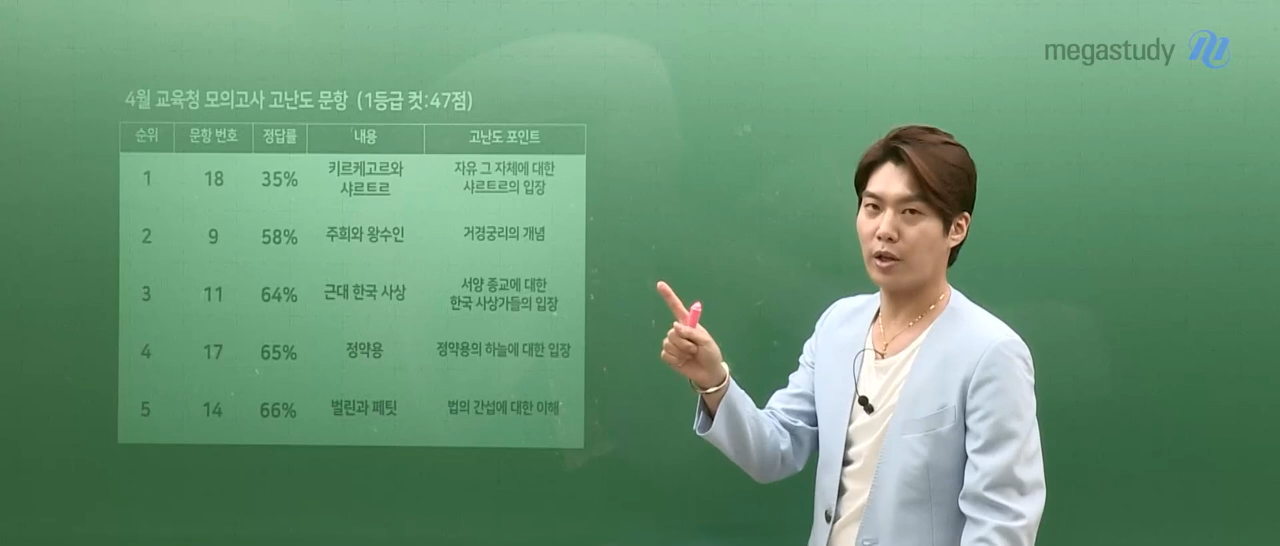 megastudy
4월 교육청 모의고사 고난도 문항 (1등급 컷:47점)
순위 문항 번호 정답률 내용 고난도 포인트
1 18 35% 키르케고르와 샤르트르 자유 그 자체에 대한 샤르트르의 입장
2 9 58% 주희와 왕수인 거경궁리의 개념
3 11 64% 근대 한국 사상 서양 종교에 대한 한국 사상가들의 입장
4 17 65% 정약용 정약용의 하늘에 대한 입장
5 14 66% 벌린과 페팃 법의 간섭에 대한 이해